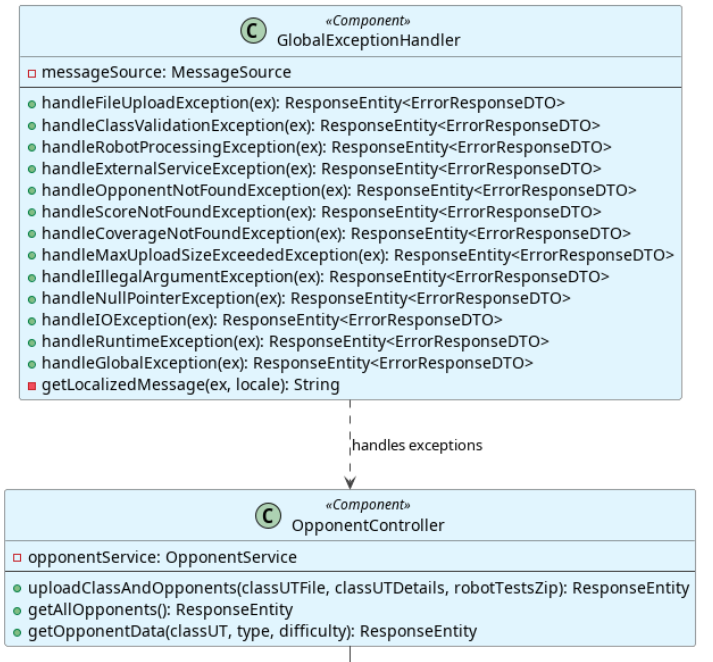 C
«Component»
GlobalExceptionHandler
messageSource: MessageSource
handleFileUploadException(ex): ResponseEntity<ErrorResponseDTO>
handleClassValidationException(ex): ResponseEntity<ErrorResponseDTO>
handleRobotProcessingException(ex): ResponseEntity<ErrorResponseDTO>
handleExternalServiceException(ex): ResponseEntity<ErrorResponseDTO>
handleOpponentNotFoundException(ex): ResponseEntity<ErrorResponseDTO>
handleScoreNotFoundException(ex): ResponseEntity<ErrorResponseDTO>
handleCoverageNotFoundException(ex): ResponseEntity<ErrorResponseDTO>
handleMaxUploadSizeExceededException(ex): ResponseEntity<ErrorResponseDTO>
handleIllegalArgumentException(ex): ResponseEntity<ErrorResponseDTO>
handleNullPointerException(ex): ResponseEntity<ErrorResponseDTO>
handleIOException(ex): ResponseEntity<ErrorResponseDTO>
handleRuntimeException(ex): ResponseEntity<ErrorResponseDTO>
handleGlobalException(ex): ResponseEntity<ErrorResponseDTO>
getLocalizedMessage(ex, locale): String
handles exceptions
C
«Component»
OpponentController
opponentService: OpponentService
uploadClassAndOpponents(classUTFile, classUTDetails, robotTestsZip): ResponseEntity
getAllOpponents(): ResponseEntity
getOpponentData(classUT, type, difficulty): ResponseEntity